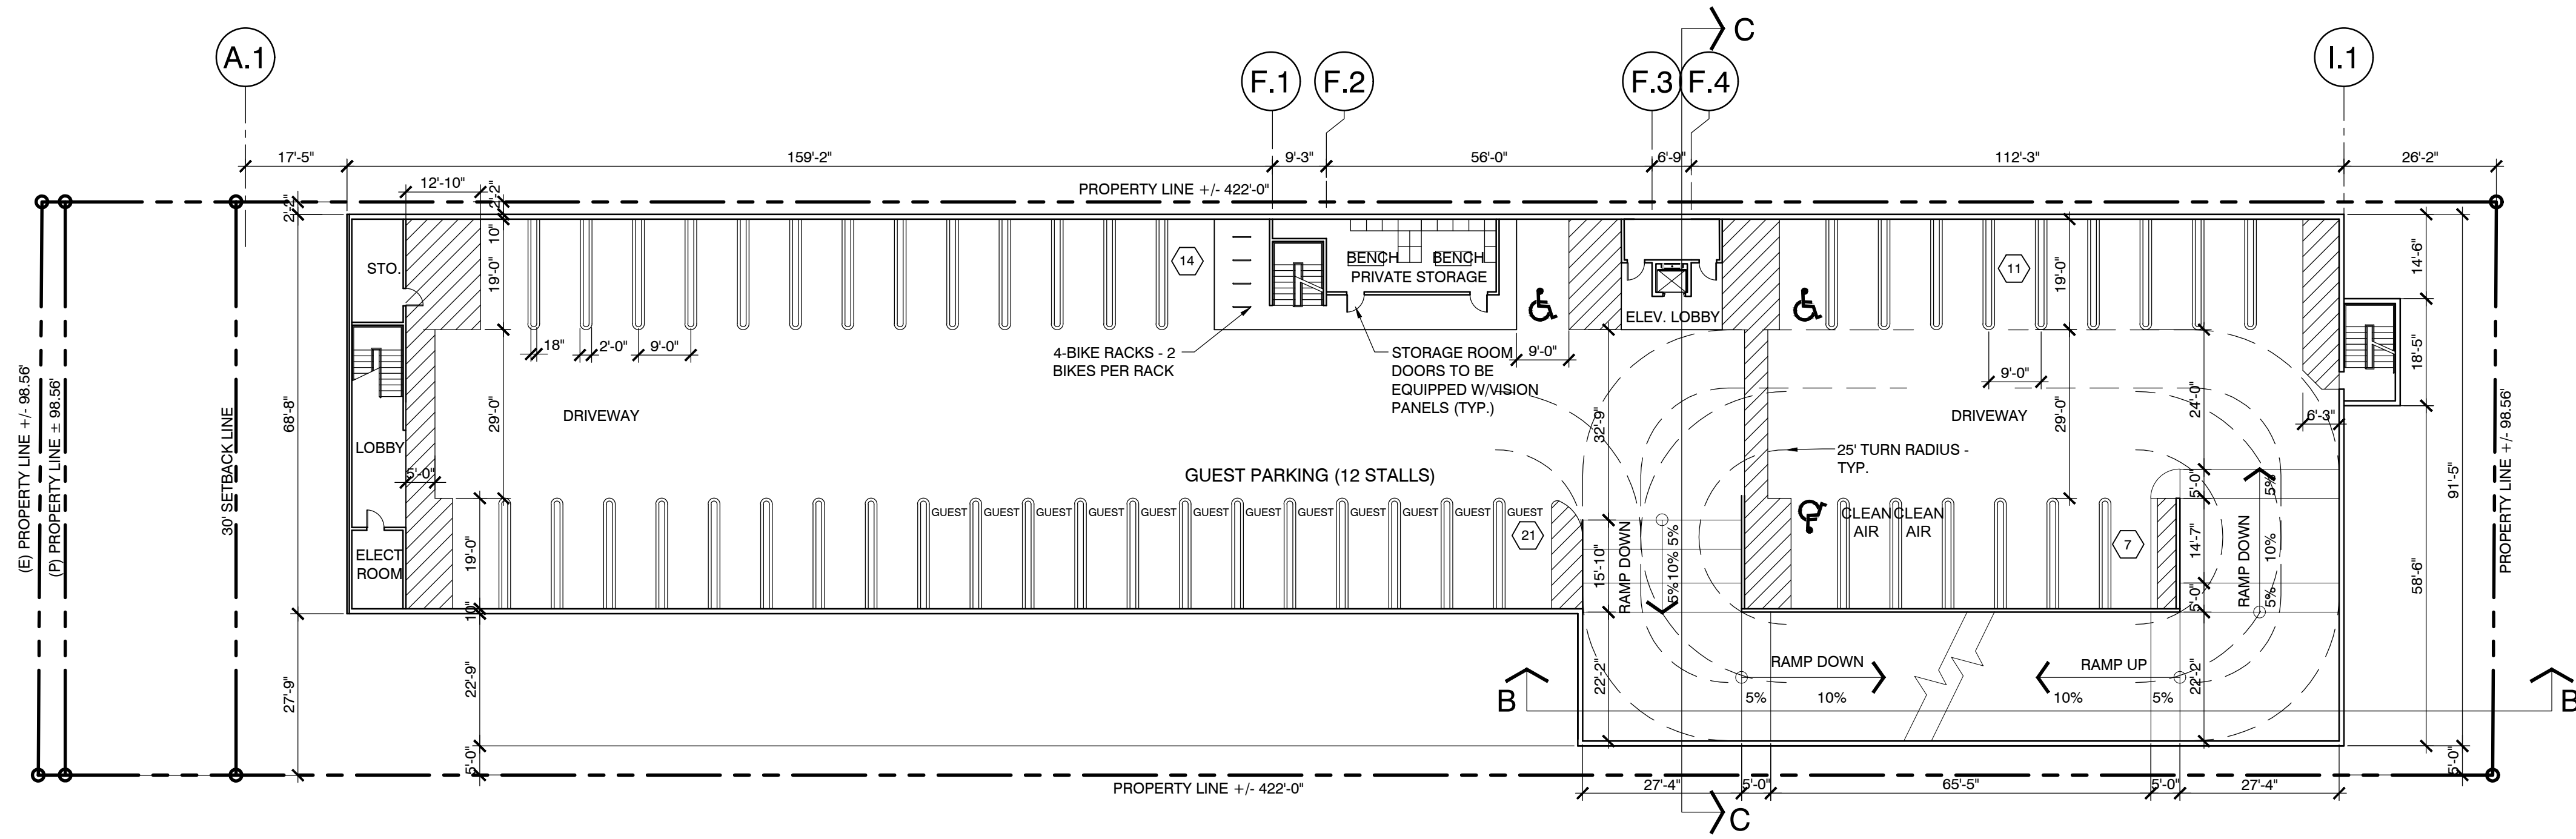 C
A.1
F.1
F.2
F.3
F.4
I.1
17'-5"
159'-2"
9'-3"
56'-0"
6'-9"
112'-3"
26'-2"
12'-10"
2'-2"
2'-2"
PROPERTY LINE +/- 422'-0"
10"
19'-0"
STO.
14
BENCH
BENCH
PRIVATE STORAGE
ELEV. LOBBY
11
19'-0"
14'-6"
18'-5"
18"
2'-0"
9'-0"
4-BIKE RACKS - 2
BIKES PER RACK
STORAGE ROOM
DOORS TO BE
EQUIPPED W/VISION
PANELS (TYP.)
9'-0"
9'-0"
6'-3"
(E) PROPERTY LINE +/- 98.56'
(P) PROPERTY LINE ± 98.56'
30' SETBACK LINE
68'-8"
LOBBY
5'-0"
29'-0"
DRIVEWAY
32'-9"
25' TURN RADIUS -
TYP.
DRIVEWAY
29'-0"
24'-0"
91'-5"
PROPERTY LINE +/- 98.56'
GUEST PARKING (12 STALLS)
GUEST GUEST GUEST GUEST GUEST GUEST GUEST GUEST GUEST GUEST GUEST GUEST
21
ELECT
ROOM
19'-0"
10"
15'-10"
RAMP DOWN
5% 10% 5%
CLEAN
AIR
CLEAN
AIR
7
5'-0"
14'-7"
5'-0"
RAMP DOWN
5% 10% 5%
58'-6"
27'-9"
22'-9"
5'-0"
B
22'-2"
RAMP DOWN
5%
10%
RAMP UP
10%
5%
22'-2"
B
PROPERTY LINE +/- 422'-0"
27'-4"
5'-0"
65'-5"
5'-0"
27'-4"
5'-0"
C